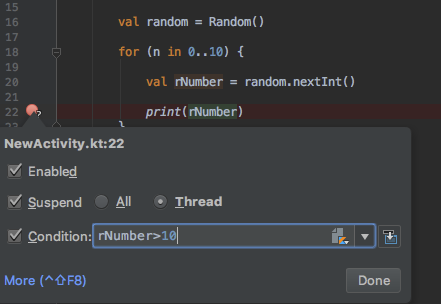 15
16 val random = Random()
17
18 for (n in 0..10) {
19
20 val rNumber = random.nextInt()
21
22 print(rNumber)
23 }
NewActivity.kt:22
Enabled
Suspend All Thread
Condition: rNumber>10
More (^⇧F8) Done